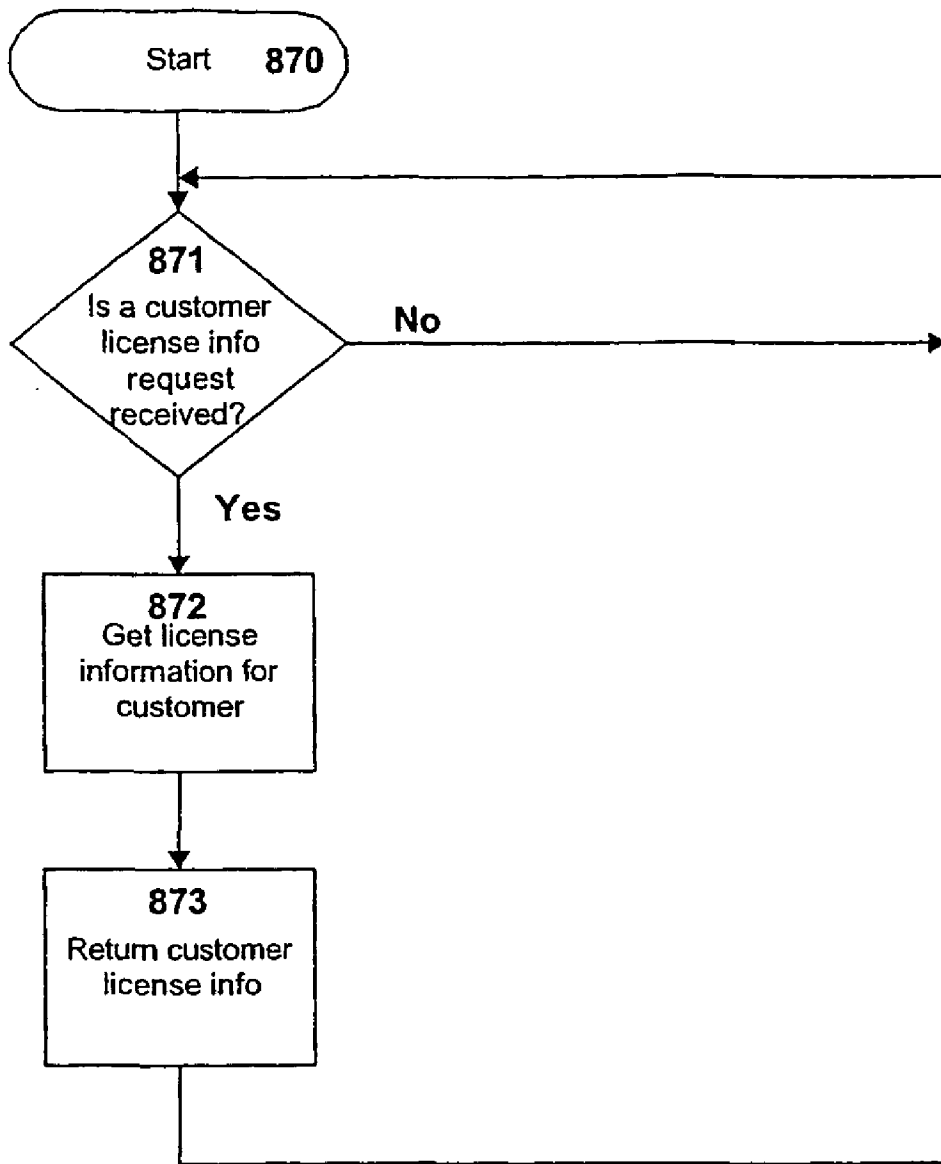 Start 870
871
Is a customer
license info
request
received?
No
Yes
872
Get license
information for
customer
873
Return customer
license info